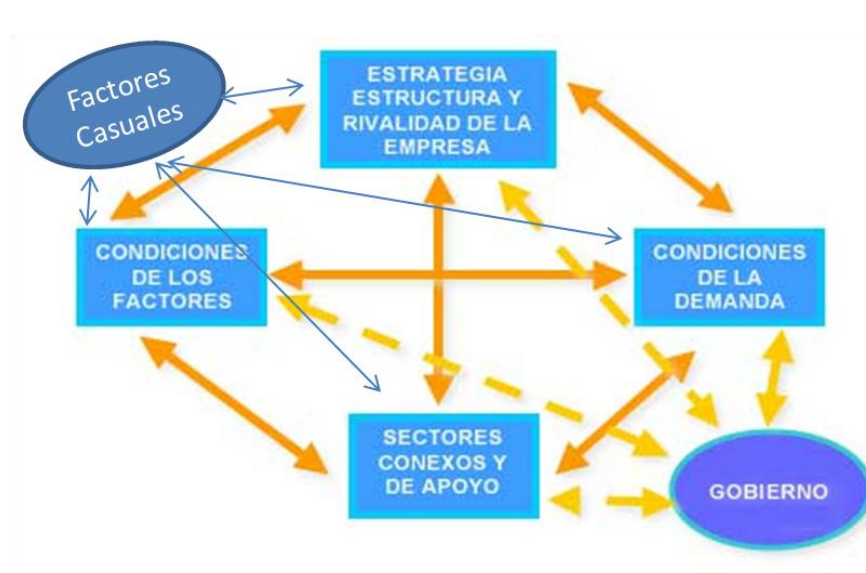 Factores
Casuales
ESTRATEGIA
ESTRUCTURA Y
RIVALIDAD DE LA
EMPRESA
CONDICIONES
DE LOS
FACTORES
CONDICIONES
DE LA
DEMANDA
SECTORES
CONEXOS Y
DE APOYO
GOBIERNO